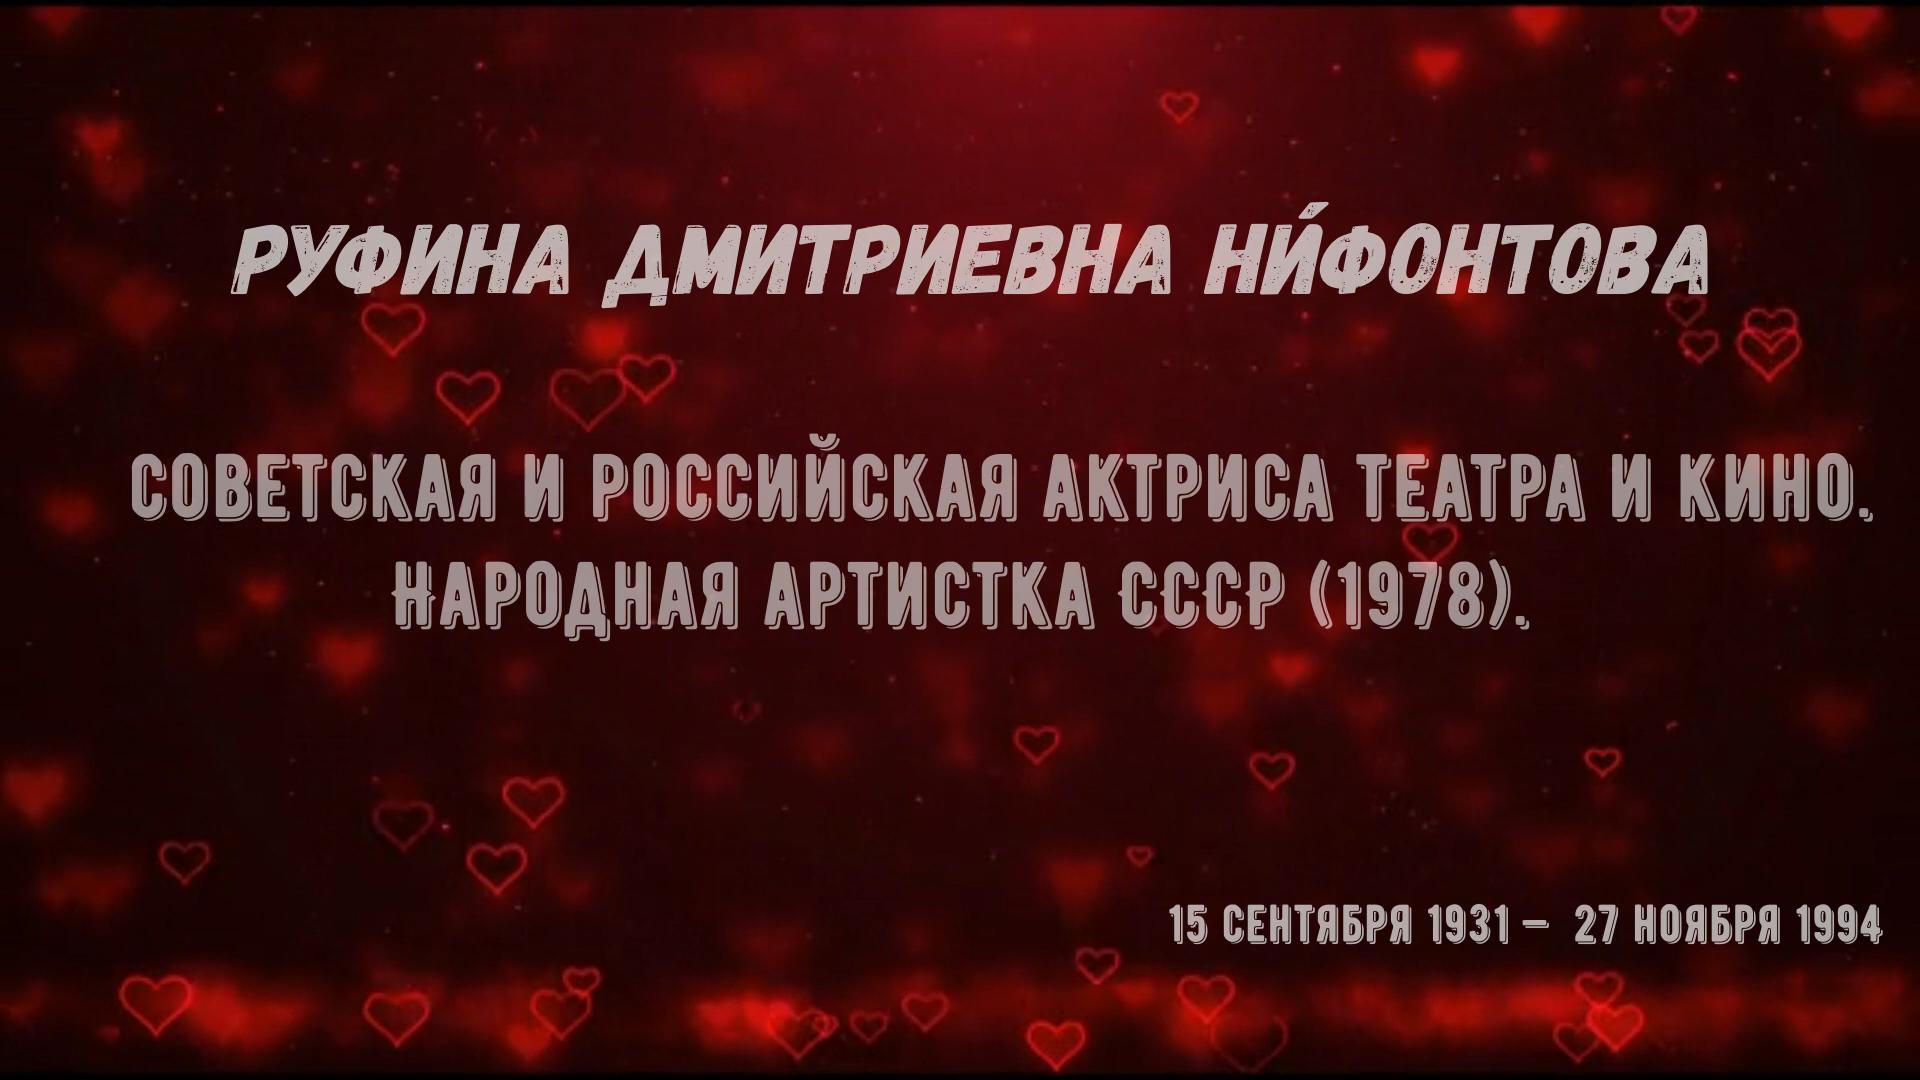 РУФИНА ДМИТРИЕВНА НИ́ФОНТОВА
СОВЕТСКАЯ И РОССИЙСКАЯ АКТРИСА ТЕАТРА И КИНО.
НАРОДНАЯ АРТИСТКА СССР (1978).
15 СЕНТЯБРЯ 1931 – 27 НОЯБРЯ 1994